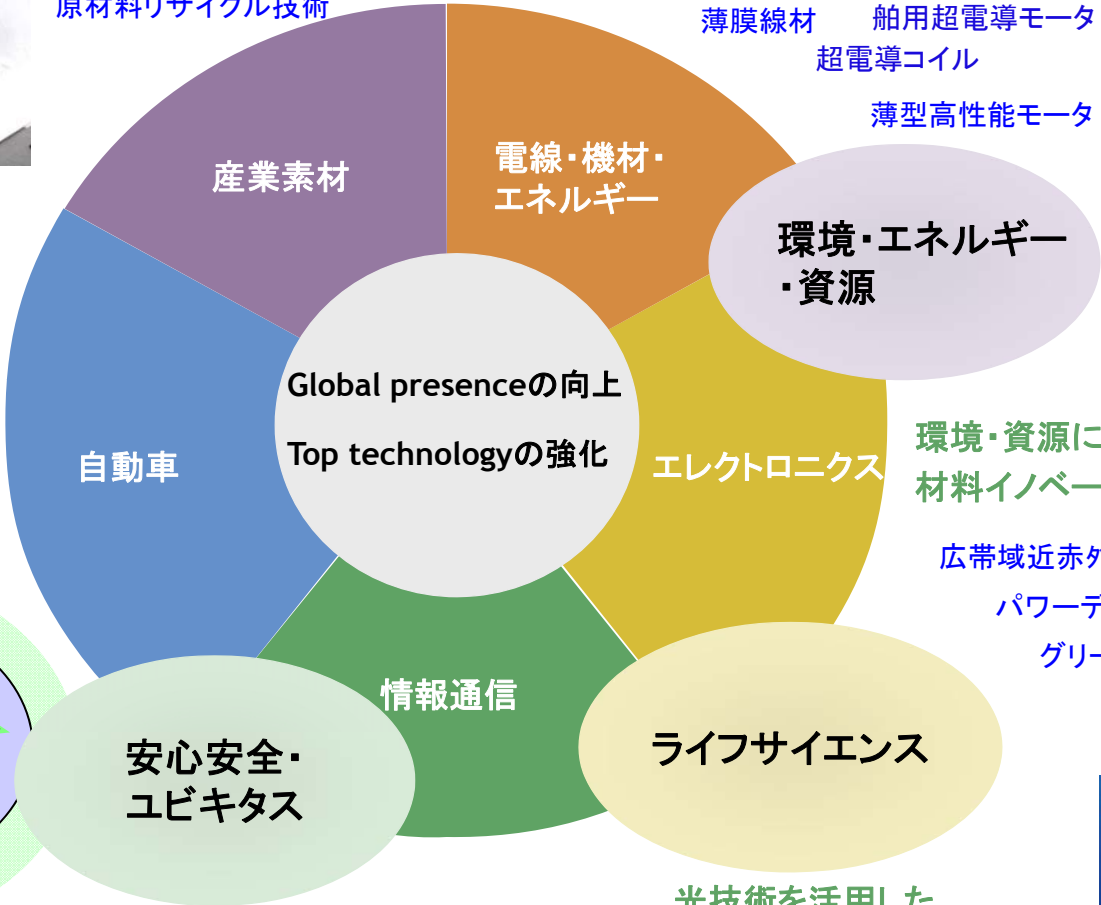 原材料リサイクル技術
薄膜線材
舶用超電導モータ
超電導コイル
薄型高性能モータ
産業素材
電線・機材・
エネルギー
環境・エネルギー
・資源
Global presenceの向上
Top technologyの強化
自動車
エレクトロニクス
環境・資源に
材料イノベー
広帯域近赤
パワーデ
グリー
情報通信
安心安全・
ユビキタス
ライフサイエンス
光技術を活用した